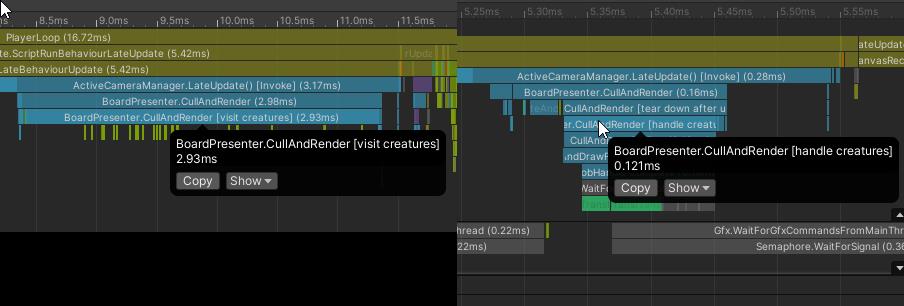 8.5ms 9.0ms 9.5ms 10.0ms 10.5ms 11.0ms 11.5ms
PlayerLoop (16.72ms)
te.ScriptRunBehaviourLateUpdate (5.42ms)
LateBehaviourUpdate (5.42ms)
ActiveCameraManager.LateUpdate() [Invoke] (3.17ms)
BoardPresenter.CullAndRender (2.98ms)
BoardPresenter.CullAndRender [visit creatures] (2.93ms)
BoardPresenter.CullAndRender [visit creatures]
2.93ms
Copy Show
5.25ms 5.30ms 5.35ms 5.40ms 5.45ms 5.50ms 5.55ms
ateUpdat
anvasRec
ActiveCameraManager.LateUpdate() [Invoke] (0.28ms)
BoardPresenter.CullAndRender (0.16ms)
CullAndRender [tear down after u
er.CullAndRender [handle creatu
CullAn
AndDrawF
obHan
WaitFo
BoardPresenter.CullAndRender [handle creatures]
0.121ms
Copy Show
hread (0.22ms) Gfx.WaitForGfxCommandsFromMainThr
22ms) Semaphore.WaitForSignal (0.36